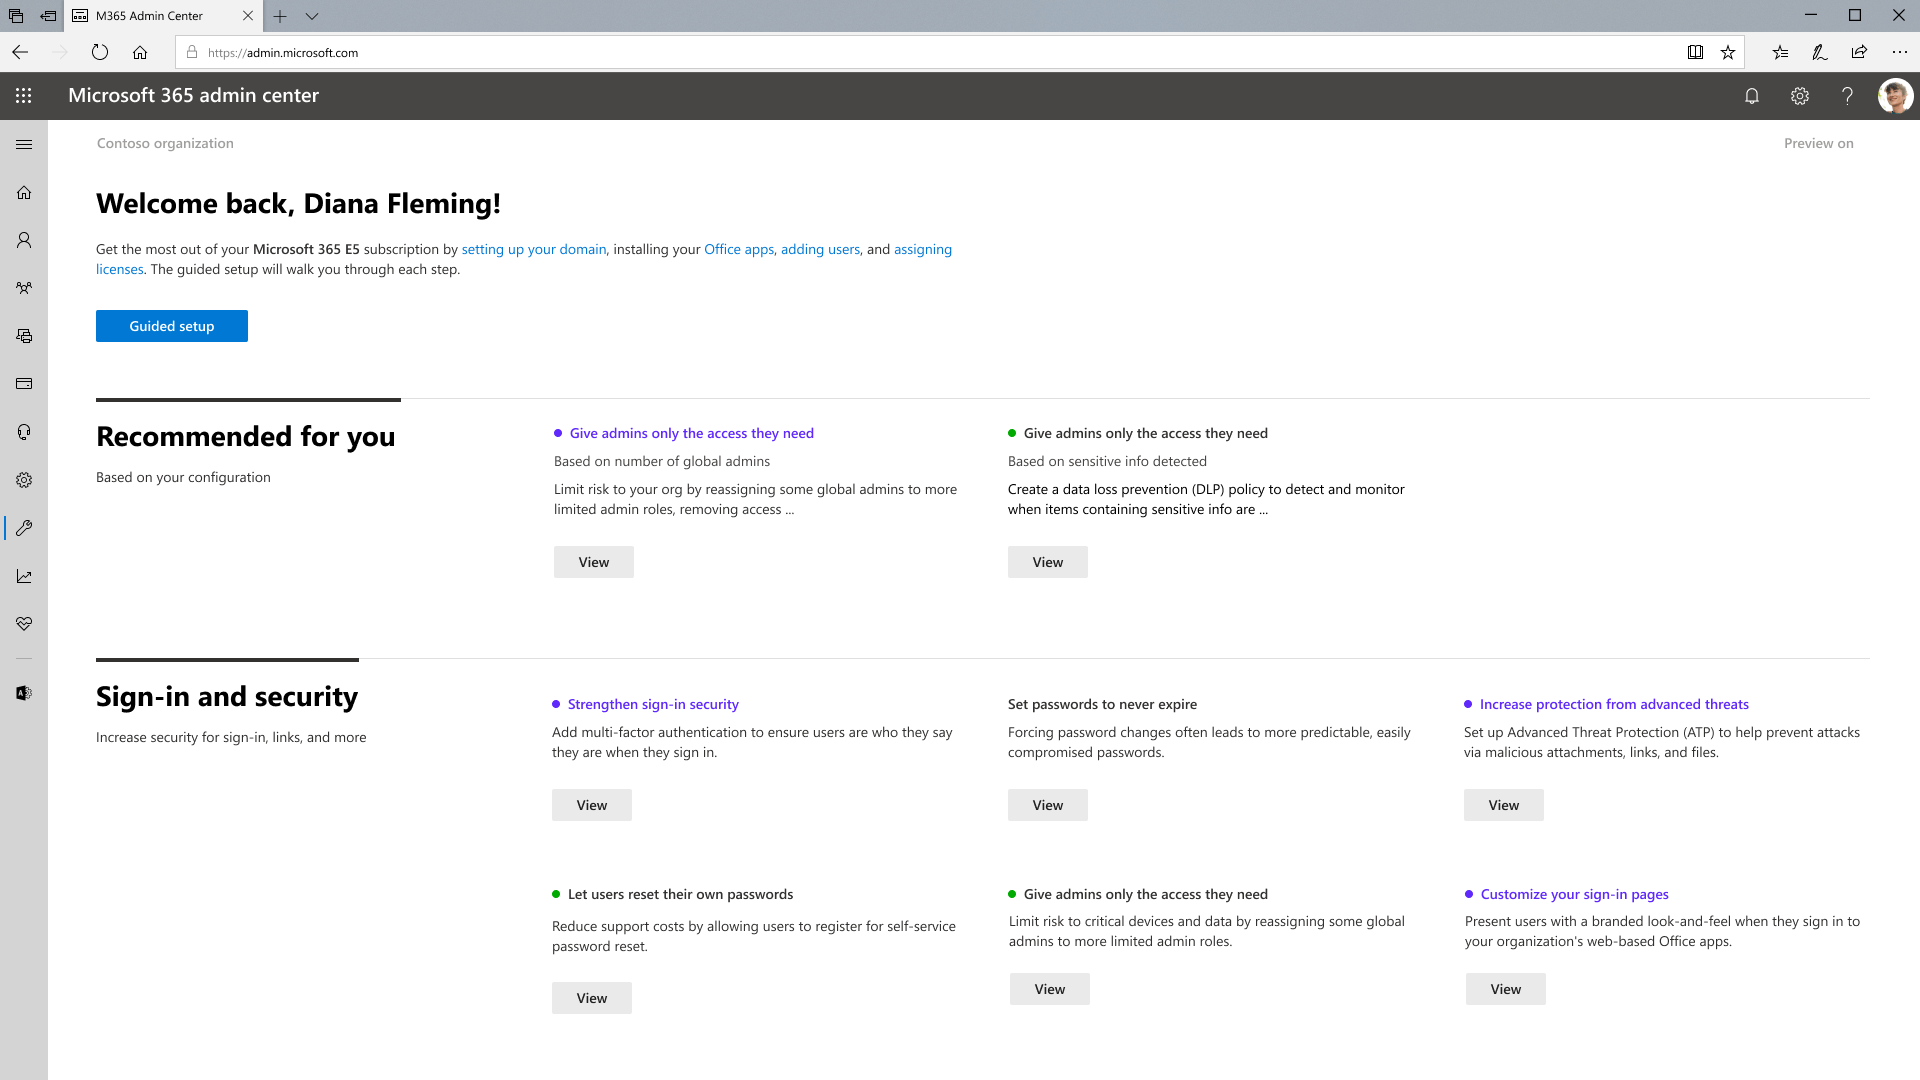 M365 Admin Center
https://admin.microsoft.com
Microsoft 365 admin center
Contoso organization
Preview on
Welcome back, Diana Fleming!
Get the most out of your Microsoft 365 E5 subscription by setting up your domain, installing your Office apps, adding users, and assigning
licenses. The guided setup will walk you through each step.
Guided setup
Recommended for you
Based on your configuration
Give admins only the access they need
Based on number of global admins
Limit risk to your org by reassigning some global admins to more
limited admin roles, removing access ...
View
Give admins only the access they need
Based on sensitive info detected
Create a data loss prevention (DLP) policy to detect and monitor
when items containing sensitive info are ...
View
Sign-in and security
Increase security for sign-in, links, and more
Strengthen sign-in security
Add multi-factor authentication to ensure users are who they say
they are when they sign in.
View
Set passwords to never expire
Forcing password changes often leads to more predictable, easily
compromised passwords.
View
Increase protection from advanced threats
Set up Advanced Threat Protection (ATP) to help prevent attacks
via malicious attachments, links, and files.
View
Let users reset their own passwords
Reduce support costs by allowing users to register for self-service
password reset.
View
Give admins only the access they need
Limit risk to critical devices and data by reassigning some global
admins to more limited admin roles.
View
Customize your sign-in pages
Present users with a branded look-and-feel when they sign in to
your organization's web-based Office apps.
View